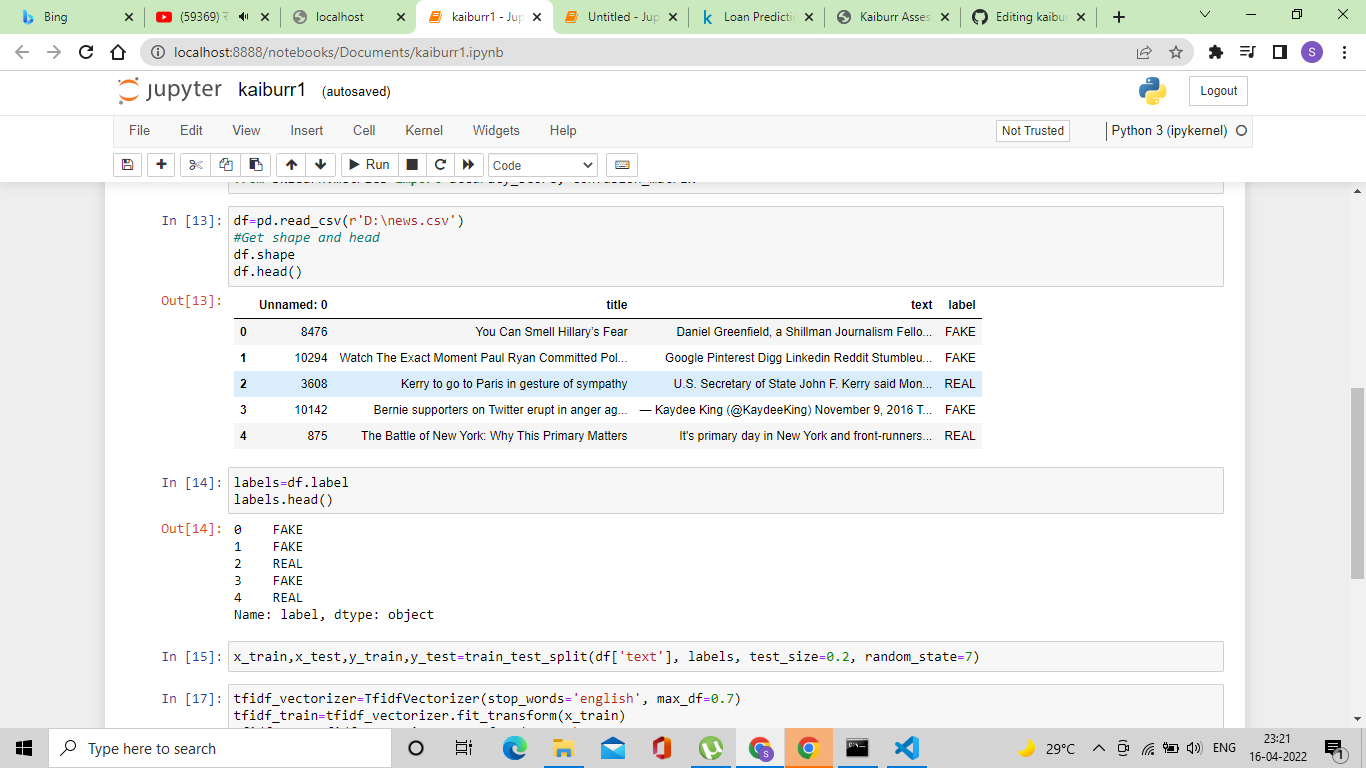 Bing
(59369)
localhost
kaiburr1 - Jup
Untitled - Jup
Loan Predictio
Kaiburr Asses
Editing kaibu
localhost:8888/notebooks/Documents/kaiburr1.ipynb
S
jupyter kaiburr1 (autosaved)
Logout
File Edit View Insert Cell Kernel Widgets Help
Not Trusted
Python 3 (ipykernel)
Run
Code
In [13]: df=pd.read_csv(r'D:\news.csv')
#Get shape and head
df.shape
df.head()
Out[13]:
Unnamed: 0 title text label
0 8476 You Can Smell Hillary's Fear Daniel Greenfield, a Shillman Journalism Fello... FAKE
1 10294 Watch The Exact Moment Paul Ryan Committed Pol... Google Pinterest Digg Linkedin Reddit Stumbleu... FAKE
2 3608 Kerry to go to Paris in gesture of sympathy U.S. Secretary of State John F. Kerry said Mon... REAL
3 10142 Bernie supporters on Twitter erupt in anger ag... — Kaydee King (@KaydeeKing) November 9, 2016 T... FAKE
4 875 The Battle of New York: Why This Primary Matters It's primary day in New York and front-runners... REAL
In [14]: labels=df.label
labels.head()
Out[14]: 0 FAKE
1 FAKE
2 REAL
3 FAKE
4 REAL
Name: label, dtype: object
In [15]: x_train,x_test,y_train,y_test=train_test_split(df['text'], labels, test_size=0.2, random_state=7)
In [17]: tfidf_vectorizer=TfidfVectorizer(stop_words='english', max_df=0.7)
tfidf_train=tfidf_vectorizer.fit_transform(x_train)
Type here to search
29°C
ENG
23:21
16-04-2022
1